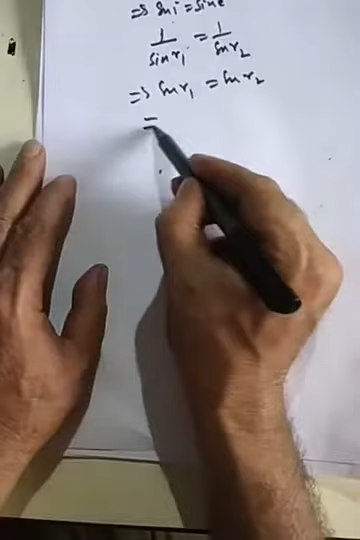 => sin i = sin e
1/sin r₁ = 1/sin r₂
=> sin r₁ = sin r₂
=